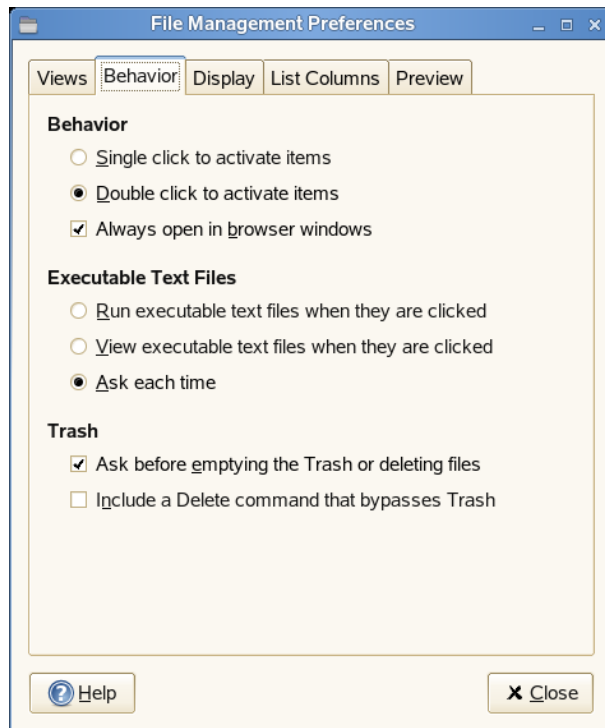 File Management Preferences
Views Behavior Display List Columns Preview
Behavior
Single click to activate items
Double click to activate items
Always open in browser windows
Executable Text Files
Run executable text files when they are clicked
View executable text files when they are clicked
Ask each time
Trash
Ask before emptying the Trash or deleting files
Include a Delete command that bypasses Trash
Help Close